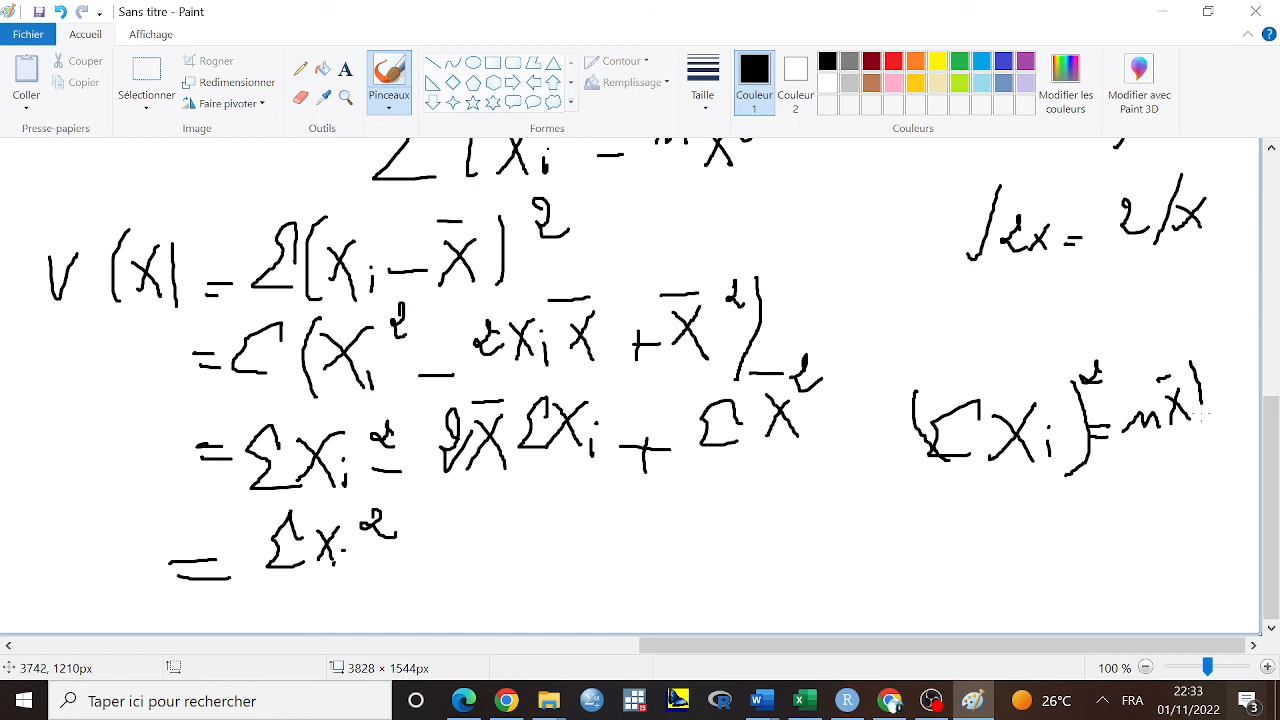 Sans titre - Paint
Fichier Accueil Affichage
Coller
Couper
Copier
Presse-papiers
Sélectionner
Rogner
Redimensionner
Faire pivoter
Image
Outils
Pinceaux
Contour
Remplissage
Formes
Taille
Couleur 1
Couleur 2
Modifier les couleurs
Modifier avec Paint 3D
Couleurs
∫2x = 2∫x
V(X) = Σ(Xi - X̄)²
= Σ(Xi² - 2XiX̄ + X̄²)
= ΣXi² - 2X̄ΣXi + ΣX̄²
(ΣXi)² = nX̄)
= Σxi²
3742, 1210px
3828 × 1544px
100 %
Taper ici pour rechercher
26°C
FRA
22:33
01/11/2022
3